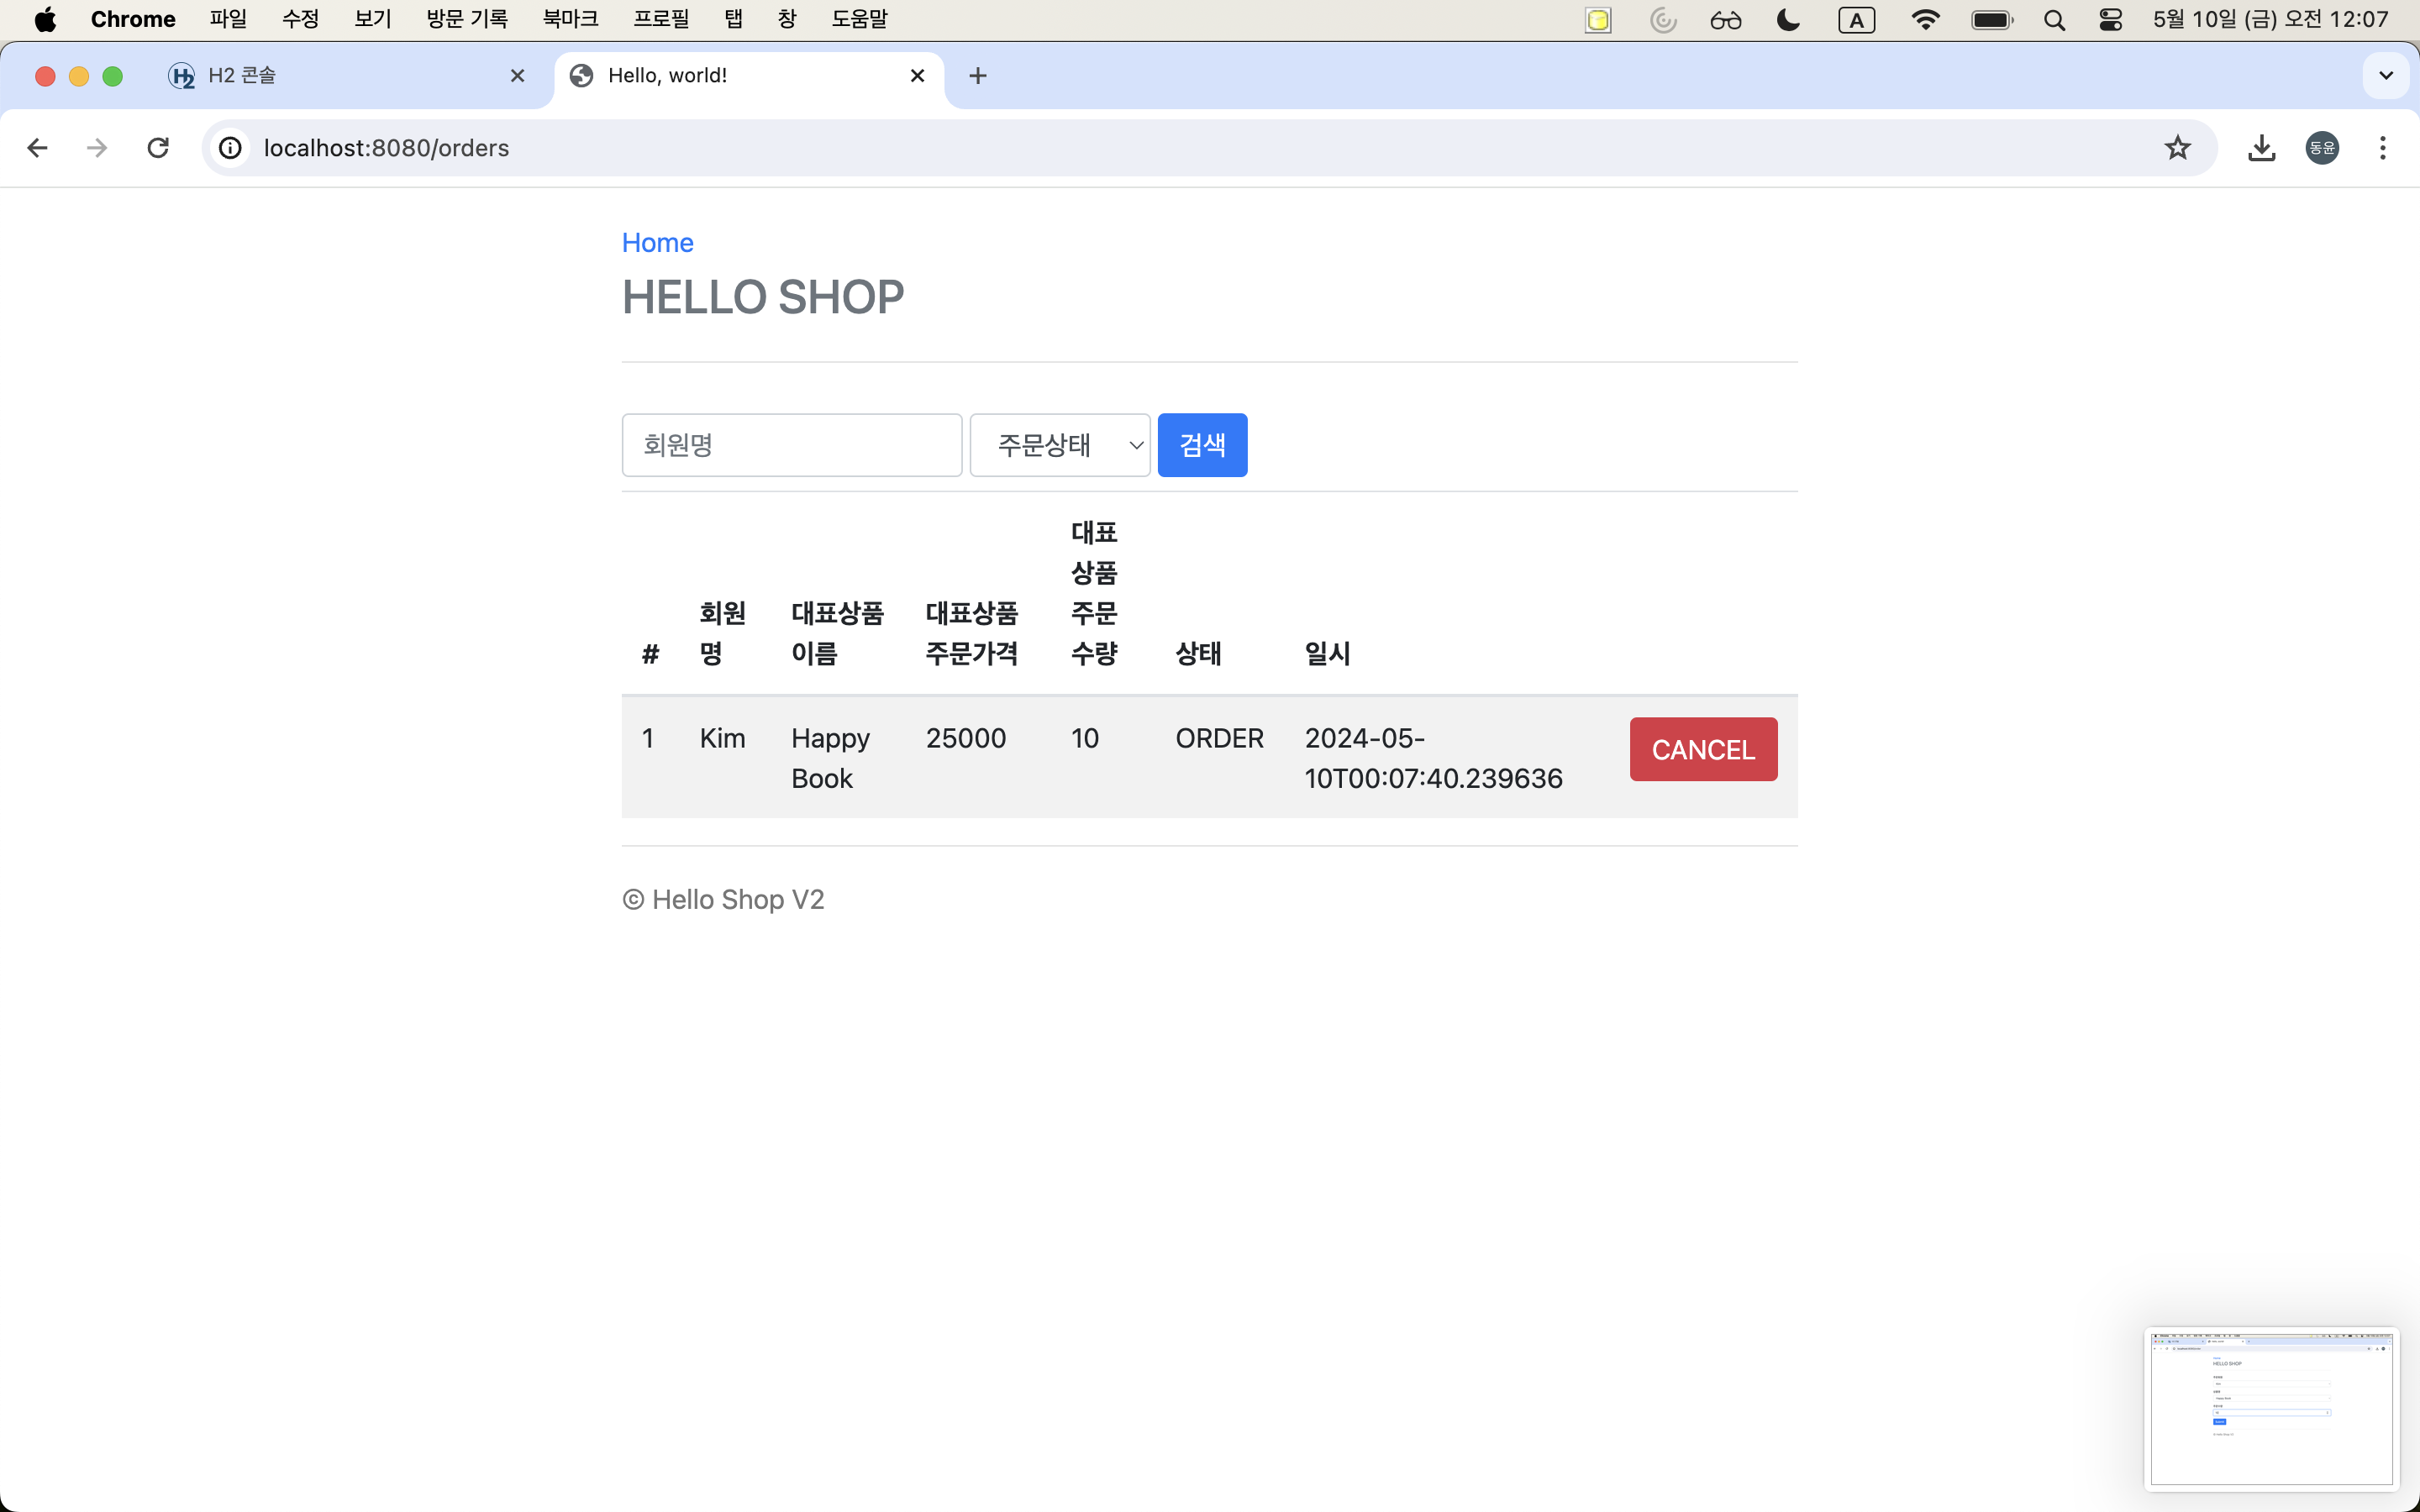 Chrome 파일 수정 보기 방문 기록 북마크 프로필 탭 창 도움말 A 5월 10일 (금) 오전 12:07
H2 콘솔 Hello, world!
localhost:8080/orders 동윤
Home
HELLO SHOP
회원명 주문상태 검색
# 회원명 대표상품 이름 대표상품 주문가격 대표상품 주문수량 상태 일시
1 Kim Happy Book 25000 10 ORDER 2024-05-10T00:07:40.239636 CANCEL
© Hello Shop V2
HELLO SHOP